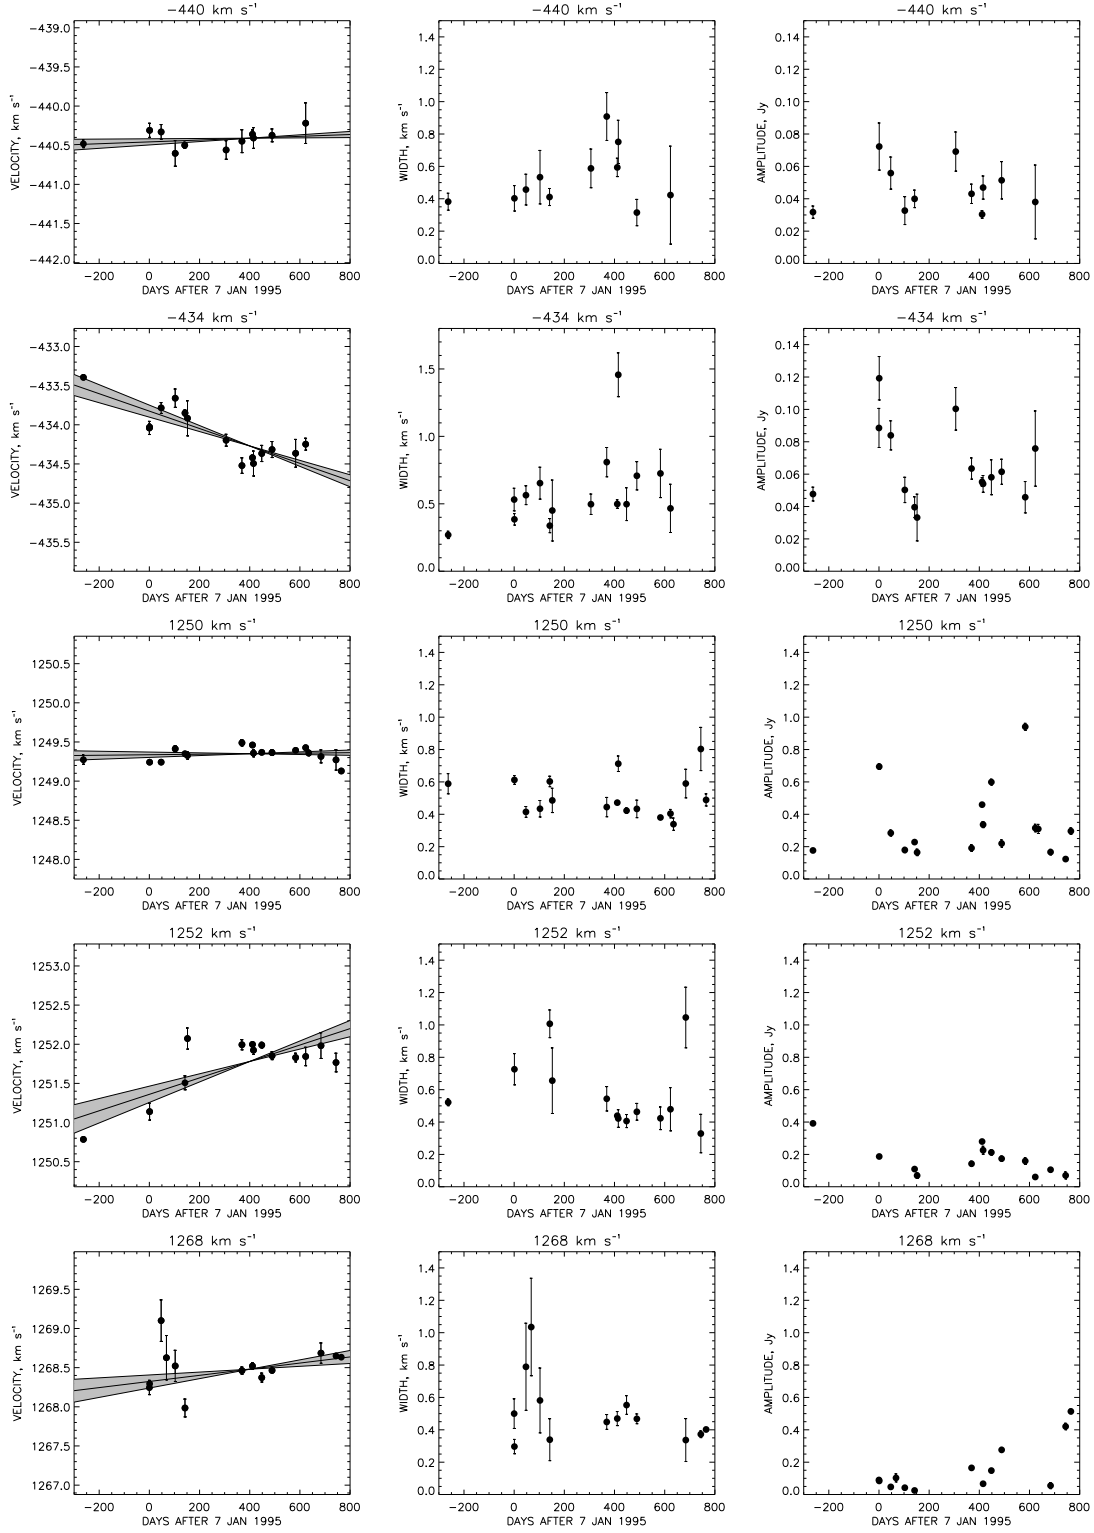 −440 km s⁻¹ −440 km s⁻¹ −440 km s⁻¹
−439.0 1.4 0.14
−439.5 1.2 0.12
−440.0 1.0 0.10
−440.5 0.8 0.08
−441.0 0.6 0.06
−441.5 0.4 0.04
−442.0 0.2 0.02
0.0 0.00
VELOCITY, km s⁻¹ WIDTH, km s⁻¹ AMPLITUDE, Jy
−200 0 200 400 600 800 −200 0 200 400 600 800 −200 0 200 400 600 800
DAYS AFTER 7 JAN 1995 DAYS AFTER 7 JAN 1995 DAYS AFTER 7 JAN 1995
−434 km s⁻¹ −434 km s⁻¹ −434 km s⁻¹
−433.0 1.5 0.14
−433.5 1.0 0.12
−434.0 0.5 0.10
−434.5 0.0 0.08
−435.0 0.06
−435.5 0.04
0.02
0.00
VELOCITY, km s⁻¹ WIDTH, km s⁻¹ AMPLITUDE, Jy
−200 0 200 400 600 800 −200 0 200 400 600 800 −200 0 200 400 600 800
DAYS AFTER 7 JAN 1995 DAYS AFTER 7 JAN 1995 DAYS AFTER 7 JAN 1995
1250 km s⁻¹ 1250 km s⁻¹ 1250 km s⁻¹
1250.5 1.4 1.4
1250.0 1.2 1.2
1249.5 1.0 1.0
1249.0 0.8 0.8
1248.5 0.6 0.6
1248.0 0.4 0.4
0.2 0.2
0.0 0.0
VELOCITY, km s⁻¹ WIDTH, km s⁻¹ AMPLITUDE, Jy
−200 0 200 400 600 800 −200 0 200 400 600 800 −200 0 200 400 600 800
DAYS AFTER 7 JAN 1995 DAYS AFTER 7 JAN 1995 DAYS AFTER 7 JAN 1995
1252 km s⁻¹ 1252 km s⁻¹ 1252 km s⁻¹
1253.0 1.4 1.4
1252.5 1.2 1.2
1252.0 1.0 1.0
1251.5 0.8 0.8
1251.0 0.6 0.6
1250.5 0.4 0.4
0.2 0.2
0.0 0.0
VELOCITY, km s⁻¹ WIDTH, km s⁻¹ AMPLITUDE, Jy
−200 0 200 400 600 800 −200 0 200 400 600 800 −200 0 200 400 600 800
DAYS AFTER 7 JAN 1995 DAYS AFTER 7 JAN 1995 DAYS AFTER 7 JAN 1995
1268 km s⁻¹ 1268 km s⁻¹ 1268 km s⁻¹
1269.5 1.4 1.4
1269.0 1.2 1.2
1268.5 1.0 1.0
1268.0 0.8 0.8
1267.5 0.6 0.6
1267.0 0.4 0.4
0.2 0.2
0.0 0.0
VELOCITY, km s⁻¹ WIDTH, km s⁻¹ AMPLITUDE, Jy
−200 0 200 400 600 800 −200 0 200 400 600 800 −200 0 200 400 600 800
DAYS AFTER 7 JAN 1995 DAYS AFTER 7 JAN 1995 DAYS AFTER 7 JAN 1995